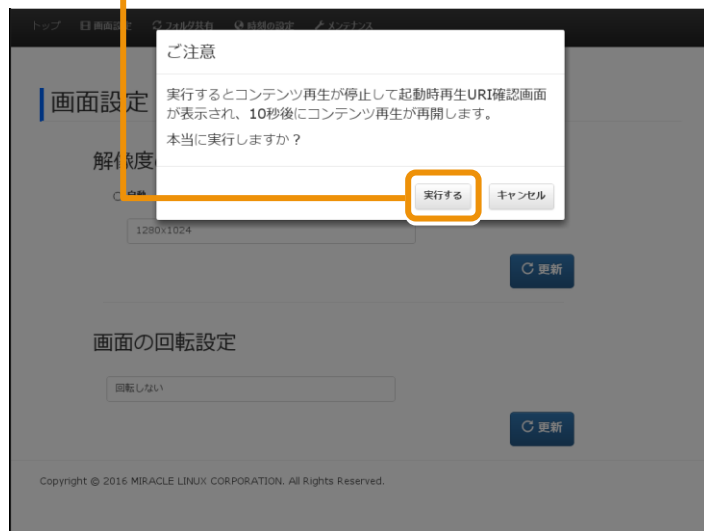 トップ 画面設定 フォルダ共有 時刻の設定 メンテナンス
ご注意
実行するとコンテンツ再生が停止して起動時再生URI確認画面
が表示され、10秒後にコンテンツ再生が再開します。
本当に実行しますか？
実行する キャンセル
画面設定
解像度
自動
1280x1024
更新
画面の回転設定
回転しない
更新
Copyright © 2016 MIRACLE LINUX CORPORATION. All Rights Reserved.